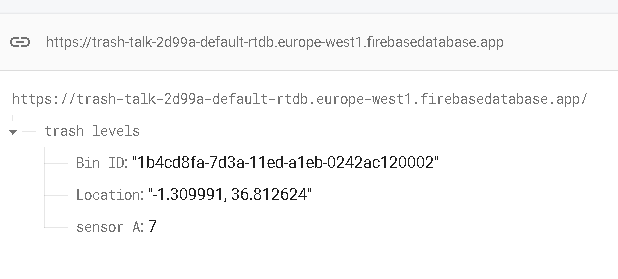 https://trash-talk-2d99a-default-rtdb.europe-west1.firebasedatabase.app
https://trash-talk-2d99a-default-rtdb.europe-west1.firebasedatabase.app/
trash levels
Bin ID: "1b4cd8fa-7d3a-11ed-a1eb-0242ac120002"
Location: "-1.309991, 36.812624"
sensor A: 7